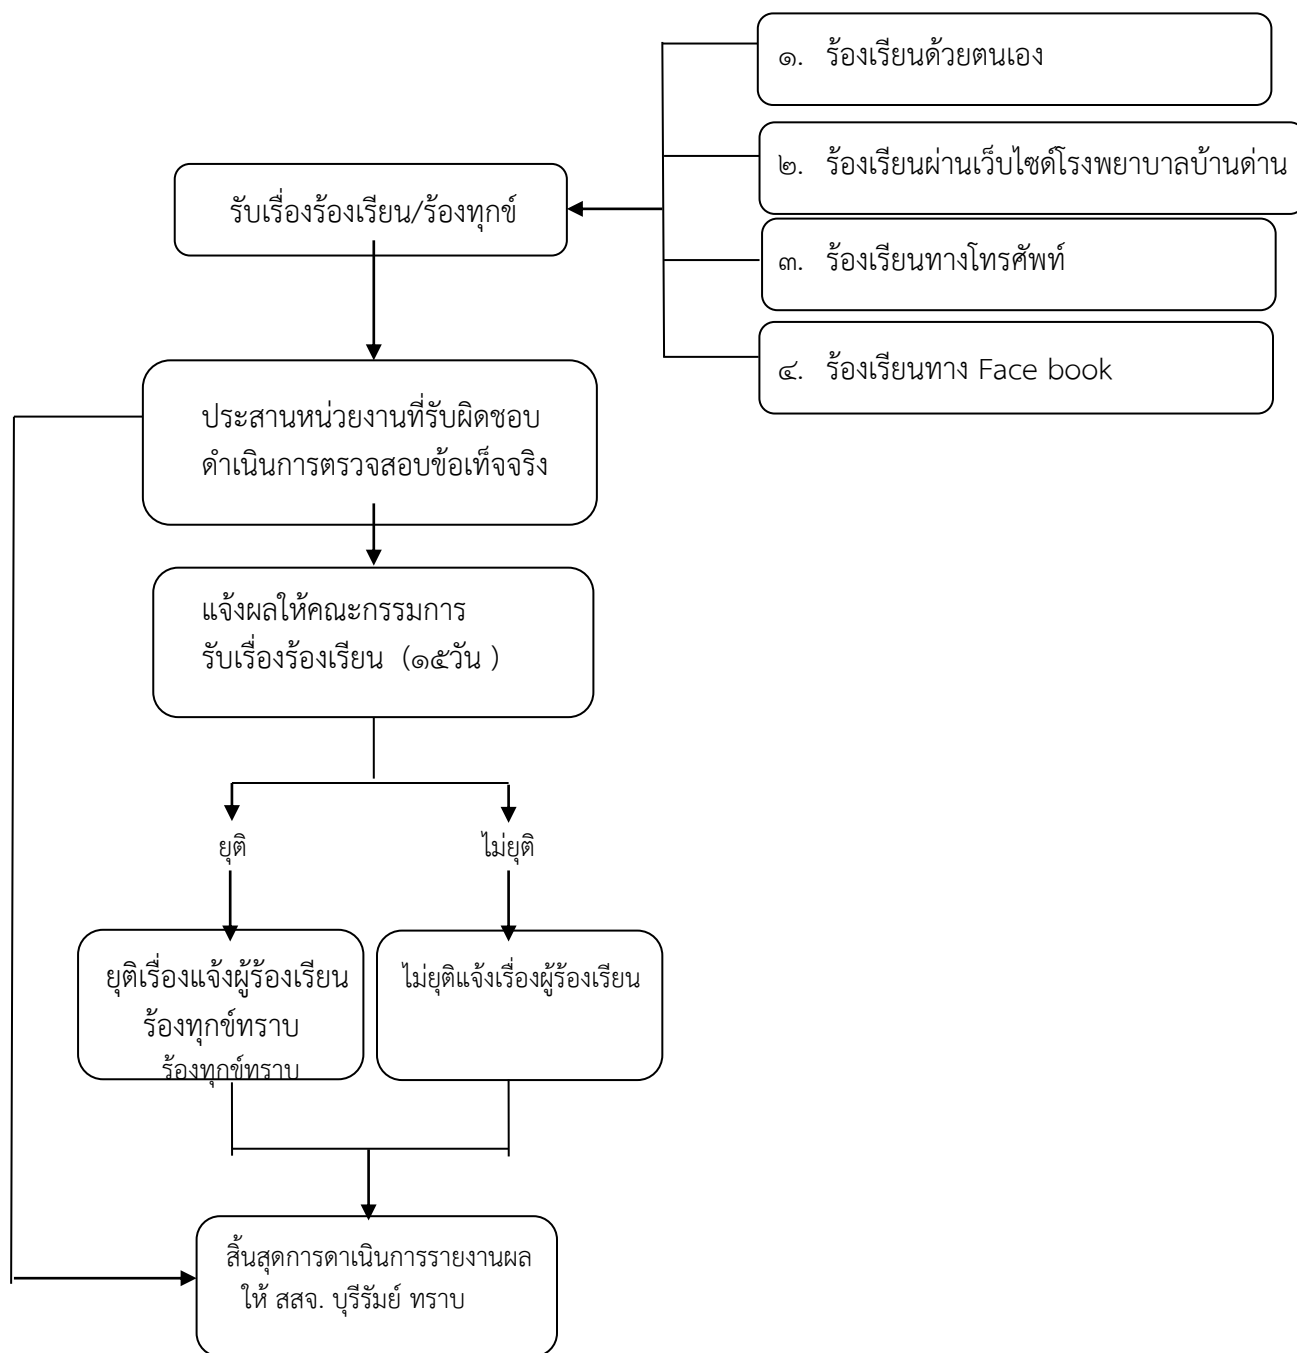 ๑. ร้องเรียนด้วยตนเอง
๒. ร้องเรียนผ่านเว็บไซด์โรงพยาบาลบ้านด่าน
รับเรื่องร้องเรียน/ร้องทุกข์
๓. ร้องเรียนทางโทรศัพท์
๔. ร้องเรียนทาง Face book
ประสานหน่วยงานที่รับผิดชอบ
ดำเนินการตรวจสอบข้อเท็จจริง
แจ้งผลให้คณะกรรมการ
รับเรื่องร้องเรียน (๑๕วัน )
ยุติ
ไม่ยุติ
ยุติเรื่องแจ้งผู้ร้องเรียน
ร้องทุกข์ทราบ
ร้องทุกข์ทราบ
ไม่ยุติแจ้งเรื่องผู้ร้องเรียน
สิ้นสุดการดาเนินการรายงานผล
ให้ สสจ. บุรีรัมย์ ทราบ